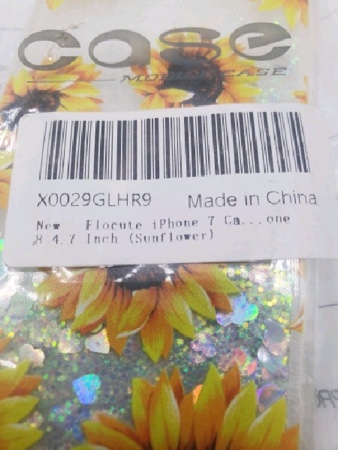 case
MOBILE CASE
X0029GLHR9 Made in China
New Flocute iPhone 7 Ca...one
8 4.7 Inch (Sunflower)